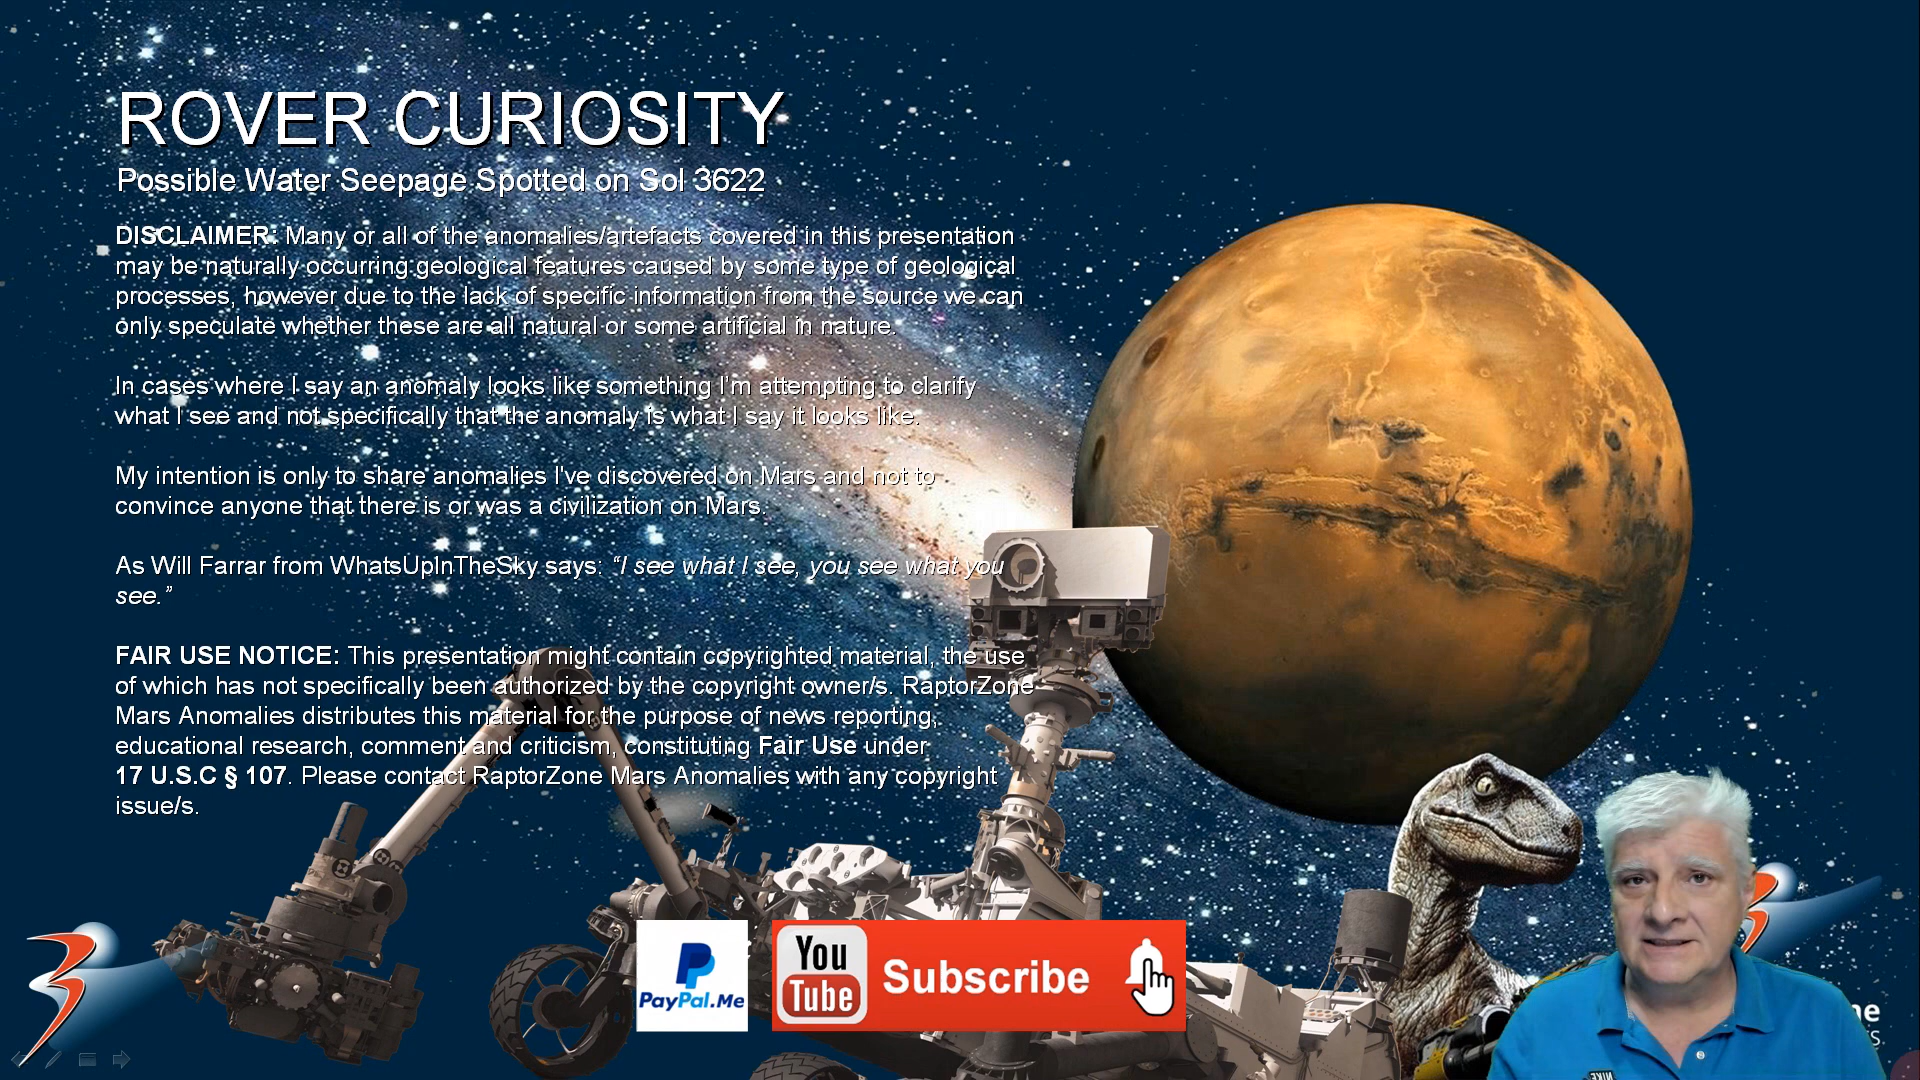 ROVER CURIOSITY
Possible Water Seepage Spotted on Sol 3622
DISCLAIMER: Many or all of the anomalies/artefacts covered in this presentation
may be naturally occurring geological features caused by some type of geological
processes, however due to the lack of specific information from the source we can
only speculate whether these are all natural or some artificial in nature.
In cases where I say an anomaly looks like something I'm attempting to clarify
what I see and not specifically that the anomaly is what I say it looks like.
My intention is only to share anomalies I've discovered on Mars and not to
convince anyone that there is or was a civilization on Mars.
As Will Farrar from WhatsUpInTheSky says: “I see what I see, you see what you
see.”
FAIR USE NOTICE: This presentation might contain copyrighted material, the use
of which has not specifically been authorized by the copyright owner/s. RaptorZone
Mars Anomalies distributes this material for the purpose of news reporting,
educational research, comment and criticism, constituting Fair Use under
17 U.S.C § 107. Please contact RaptorZone Mars Anomalies with any copyright
issue/s.
PayPal.Me
You
Tube
Subscribe
NIKE